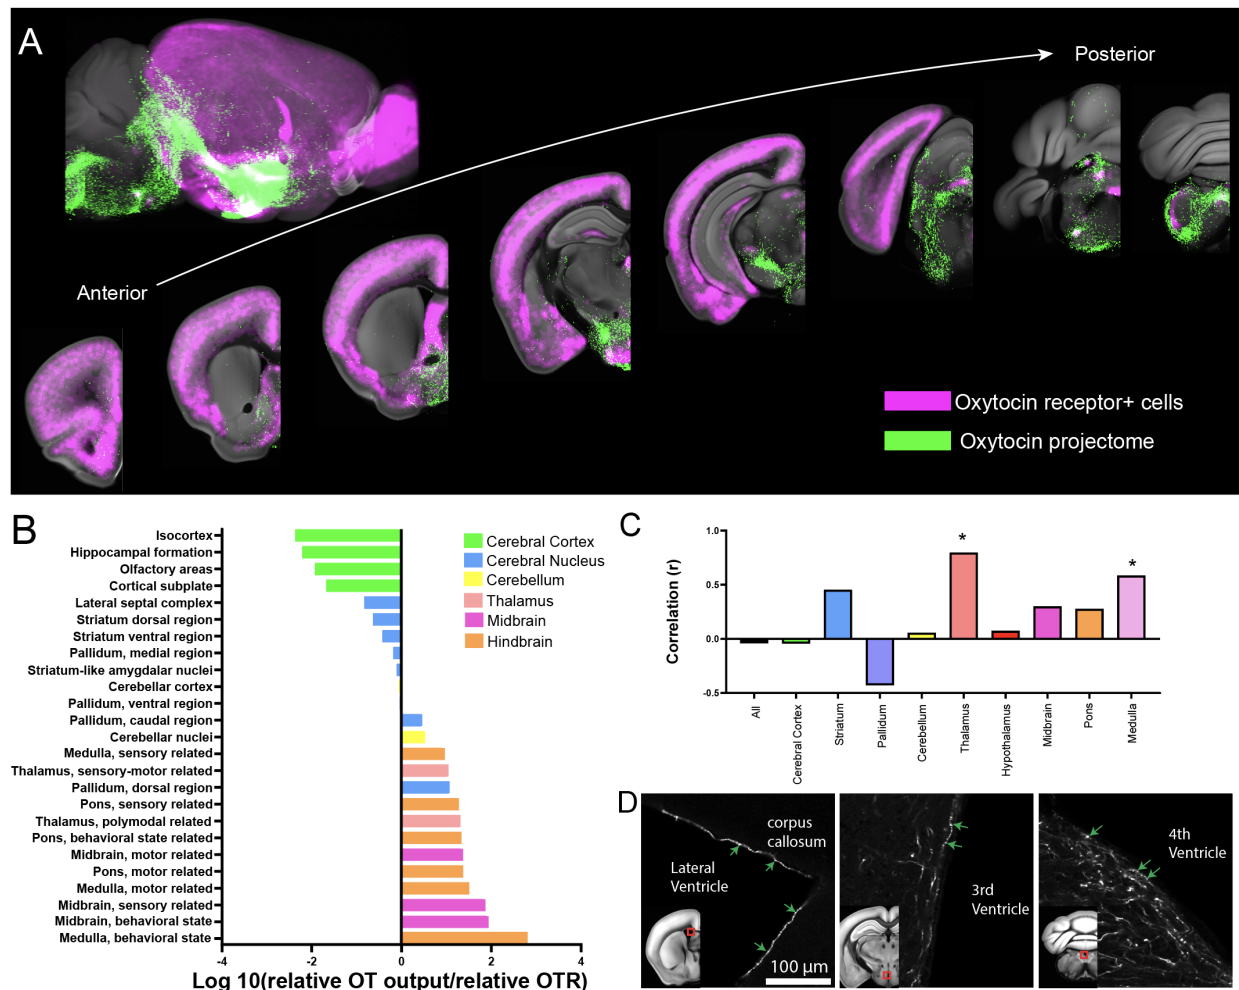 A
Posterior
Anterior
Oxytocin receptor+ cells
Oxytocin projectome
B
Isocortex
Hippocampal formation
Olfactory areas
Cortical subplate
Lateral septal complex
Striatum dorsal region
Striatum ventral region
Pallidum, medial region
Striatum-like amygdalar nuclei
Cerebellar cortex
Pallidum, ventral region
Pallidum, caudal region
Cerebellar nuclei
Medulla, sensory related
Thalamus, sensory-motor related
Pallidum, dorsal region
Pons, sensory related
Thalamus, polymodal related
Pons, behavioral state related
Midbrain, motor related
Pons, motor related
Medulla, motor related
Midbrain, sensory related
Midbrain, behavioral state
Medulla, behavioral state
-4 -2 0 2 4
Log 10(relative OT output/relative OTR)
Cerebral Cortex
Cerebral Nucleus
Cerebellum
Thalamus
Midbrain
Hindbrain
C
Correlation (r)
1.0
0.5
0.0
-0.5
*
*
All
Cerebral Cortex
Striatum
Pallidum
Cerebellum
Thalamus
Hypothalamus
Midbrain
Pons
Medulla
D
corpus
callosum
Lateral
Ventricle
100 µm
3rd
Ventricle
4th
Ventricle